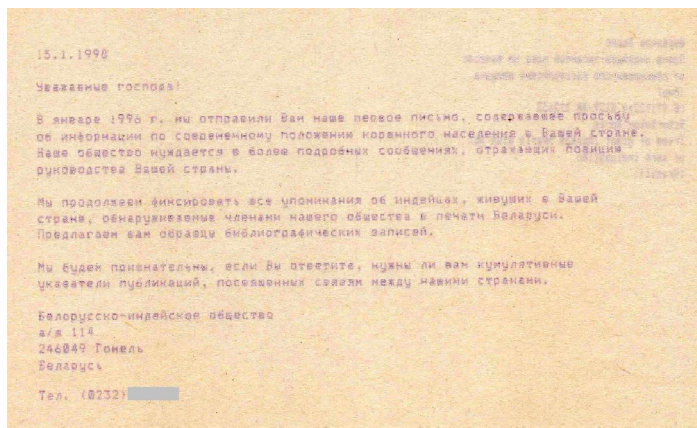 15.1.1998
Уважаемые господа!
В январе 1996 г. мы отправили Вам наше первое письмо, содержавшее просьбу
об информации по современному положению коренного населения в Вашей стране.
Наше общество нуждается в более подробных сообщениях, отражающих позиции
руководства Вашей страны.
Мы продолжаем фиксировать все упоминания об индейцах, живущих в Вашей
стране, обнаруживаемые членами нашего общества в печати Беларуси.
Предлагаем вам образцы библиографических записей.
Мы будем признательны, если Вы ответите, нужны ли вам кумулятивные
указатели публикаций, посвященных связям между нашими странами.
Белорусско-индейское общество
а/я 114
246049 Гомель
Беларусь
Тел. (0232)